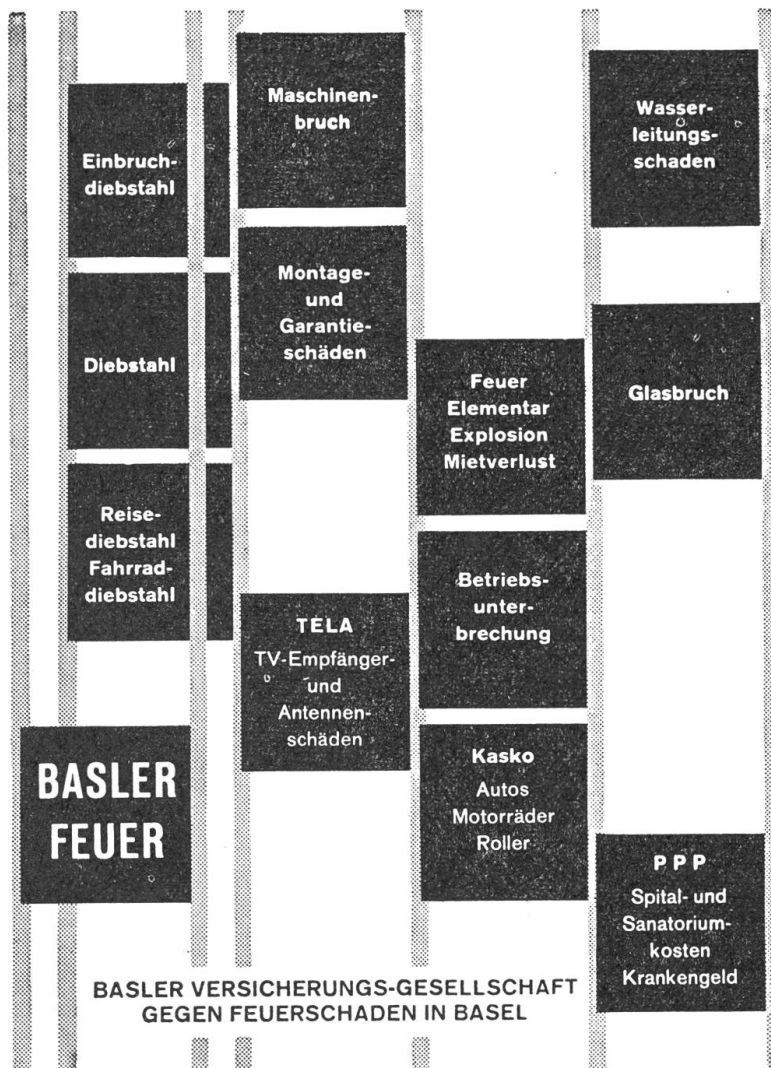 Einbruch-
diebstahl
Diebstahl
Reise-
diebstahl
Fahrrad-
diebstahl
BASLER
FEUER
Maschinen-
bruch
Montage-
und
Garantie-
schäden
TELA
TV-Empfänger-
und
Antennen-
schäden
Feuer
Elementar
Explosion
Mietverlust
Betriebs-
unter-
brechung
Kasko
Autos
Motorräder
Roller
Wasser-
leitungs-
schaden
Glasbruch
PPP
Spital- und
Sanatorium-
kosten
Krankengeld
BASLER VERSICHERUNGS-GESELLSCHAFT
GEGEN FEUERSCHADEN IN BASEL